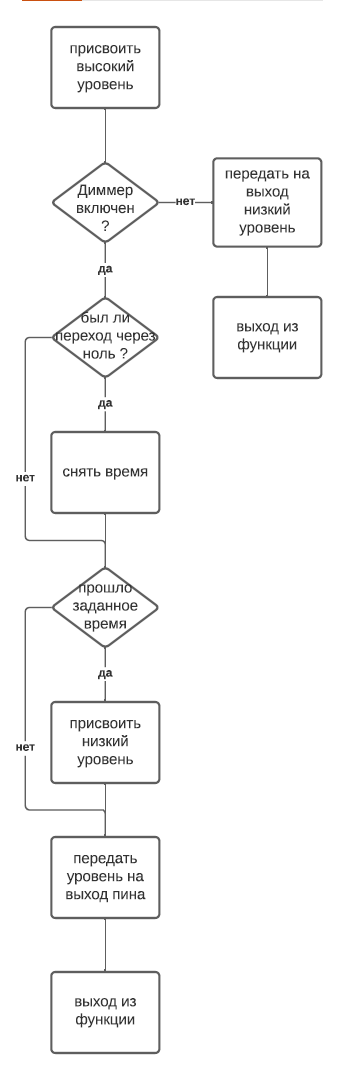 присвоить
высокий
уровень
Диммер
включен
?
нет
передать на
выход
низкий
уровень
да
выход из
функции
был ли
переход через
ноль ?
да
снять время
нет
прошло
заданное
время
да
присвоить
низкий
уровень
нет
передать
уровень на
выход пина
выход из
функции